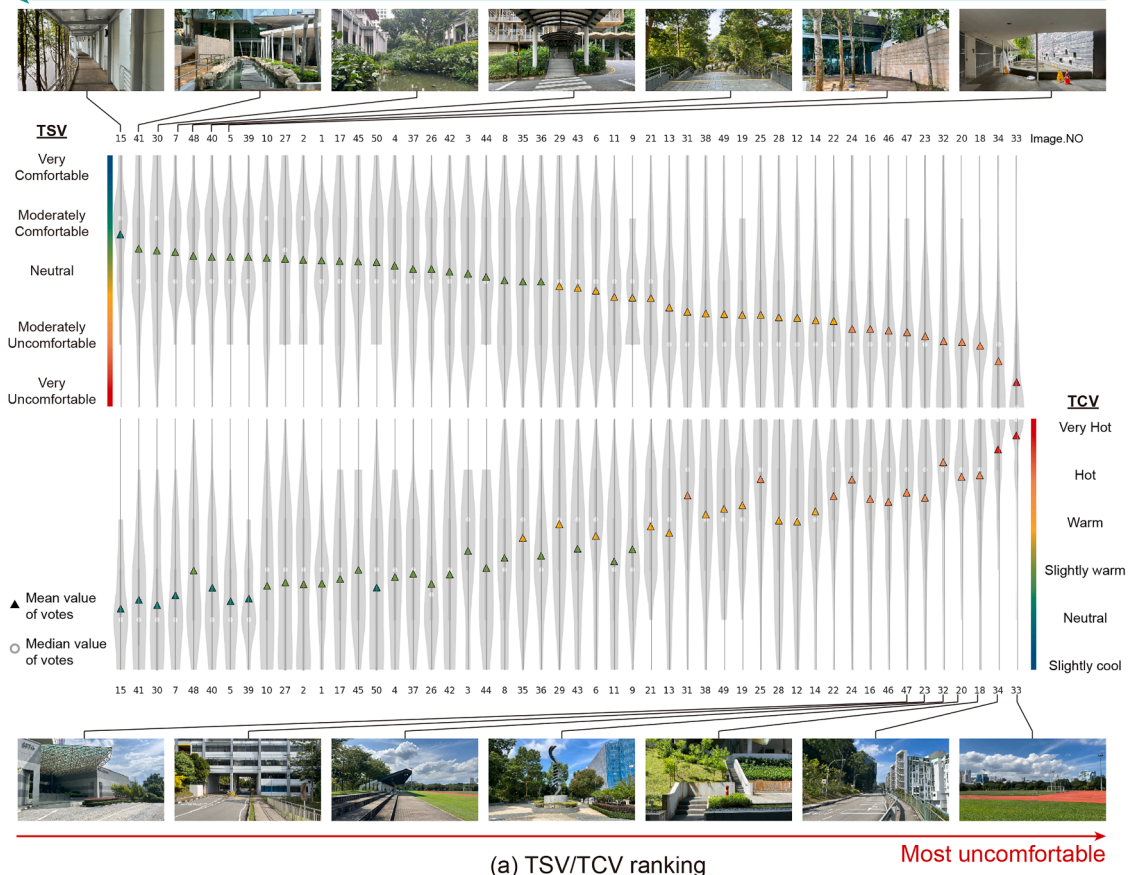 TSV
15 41 30 7 48 40 5 39 10 27 2 1 17 45 50 4 37 26 42 3 44 8 35 36 29 43 6 11 9 21 13 31 38 49 19 25 28 12 14 22 24 16 46 47 23 32 20 18 34 33 Image.NO
Very
Comfortable
Moderately
Comfortable
Neutral
Moderately
Uncomfortable
Very
Uncomfortable
TCV
Very Hot
Hot
Warm
Slightly warm
Neutral
Slightly cool
Mean value
of votes
Median value
of votes
15 41 30 7 48 40 5 39 10 27 2 1 17 45 50 4 37 26 42 3 44 8 35 36 29 43 6 11 9 21 13 31 38 49 19 25 28 12 14 22 24 16 46 47 23 32 20 18 34 33
Most uncomfortable
(a) TSV/TCV ranking